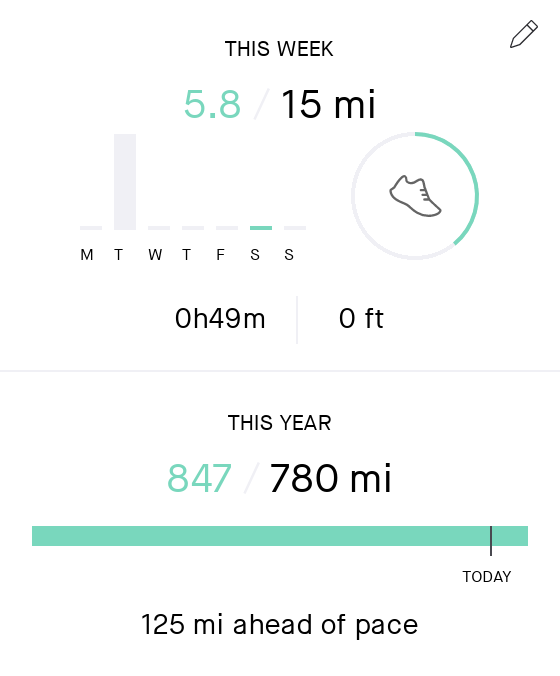 THIS WEEK
5.8 / 15 mi
M T W T F S S
0h49m 0 ft
THIS YEAR
847 / 780 mi
TODAY
125 mi ahead of pace